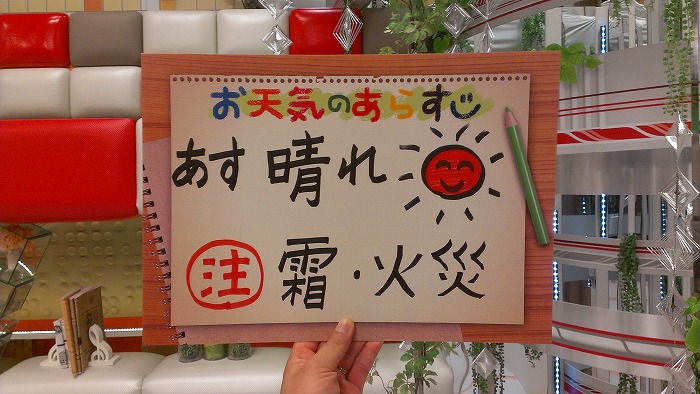 お天気のあらすじ
あす 晴れ
注 霜・火災